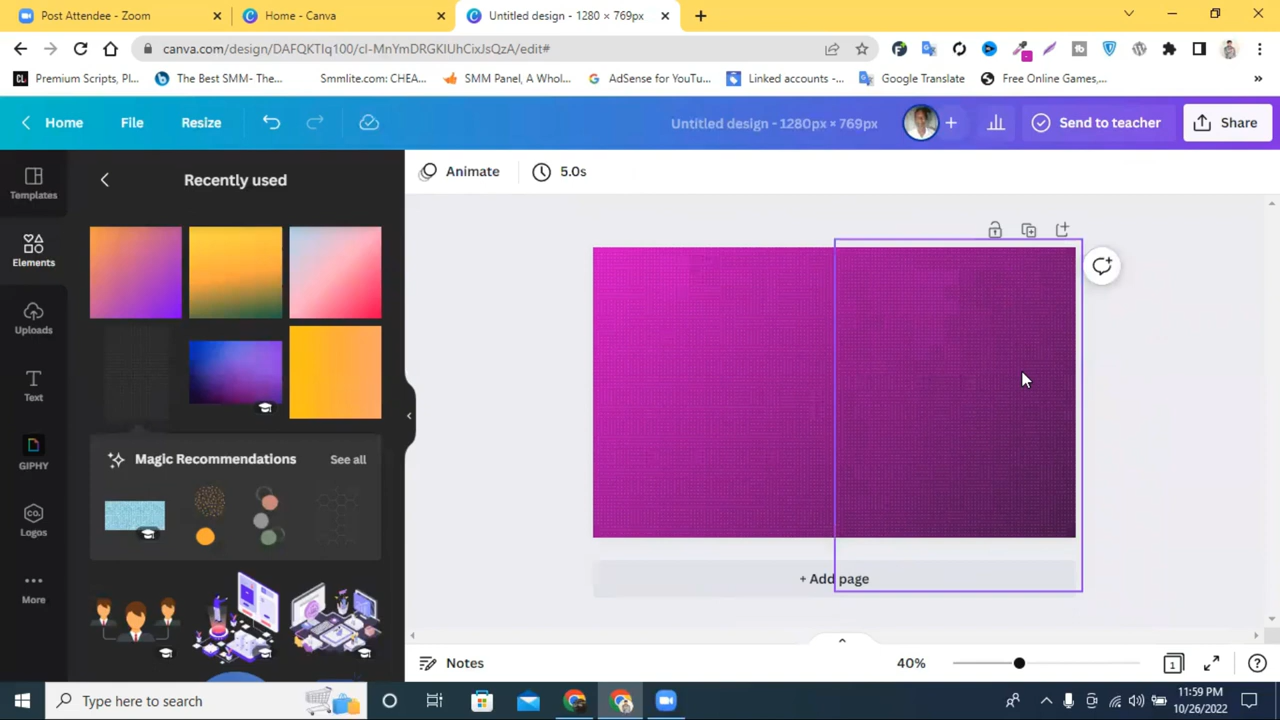 Post Attendee - Zoom
Home - Canva
Untitled design - 1280 × 769px
canva.com/design/DAFQKTIq100/cI-MnYmDRGKIUhCixJsQzA/edit#
Premium Scripts, Pl...
The Best SMM- The...
Smmlite.com: CHEA...
SMM Panel, A Whol...
AdSense for YouTu...
Linked accounts -...
Google Translate
Free Online Games,...
»
Home
File
Resize
Untitled design - 1280px × 769px
Send to teacher
Share
Templates
Elements
Uploads
Text
GIPHY
Logos
More
Recently used
Magic Recommendations
See all
Animate
5.0s
+ Add page
Notes
40%
1
Type here to search
11:59 PM
10/26/2022